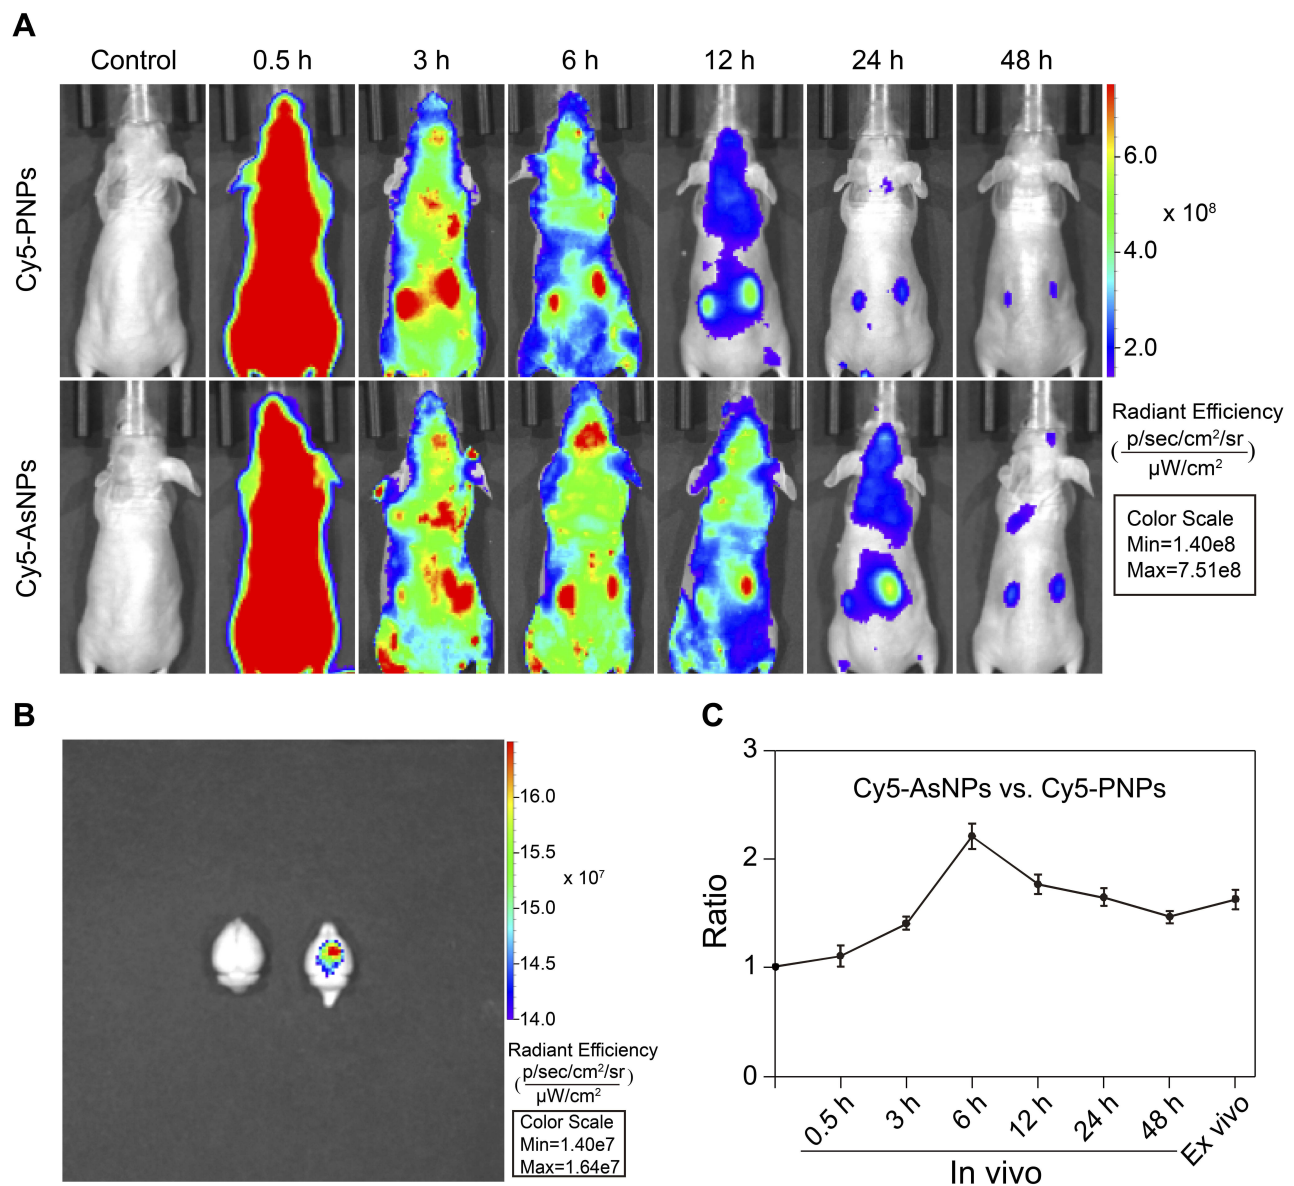 A
Control 0.5 h 3 h 6 h 12 h 24 h 48 h
Cy5-PNPs
Cy5-AsNPs
6.0
x 10⁸
4.0
2.0
Radiant Efficiency
(p/sec/cm²/sr
µW/cm²)
Color Scale
Min=1.40e8
Max=7.51e8
B
16.0
15.5
x 10⁷
15.0
14.5
14.0
Radiant Efficiency
(p/sec/cm²/sr
µW/cm²)
Color Scale
Min=1.40e7
Max=1.64e7
C
Cy5-AsNPs vs. Cy5-PNPs
Ratio
3
2
1
0
0.5 h 3 h 6 h 12 h 24 h 48 h Ex vivo
In vivo